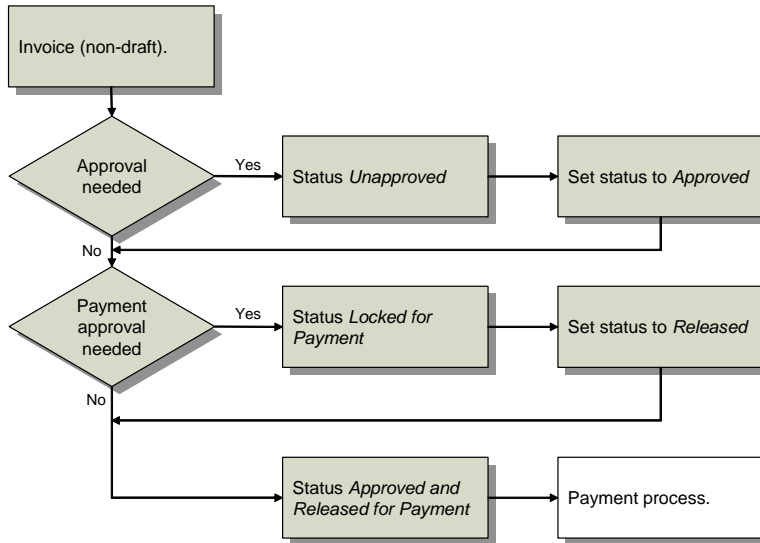 Invoice (non-draft).
Approval
needed
Yes
Status Unapproved
Set status to Approved
No
Payment
approval
needed
Yes
Status Locked for
Payment
Set status to Released
No
Status Approved and
Released for Payment
Payment process.